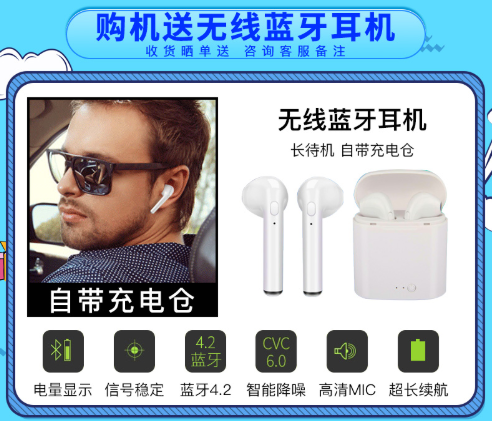 购机送无线蓝牙耳机
收货晒单送 咨询客服备注
无线蓝牙耳机
长待机 自带充电仓
自带充电仓
4.2
蓝牙
CVC
6.0
电量显示 信号稳定 蓝牙4.2 智能降噪 高清MIC 超长续航